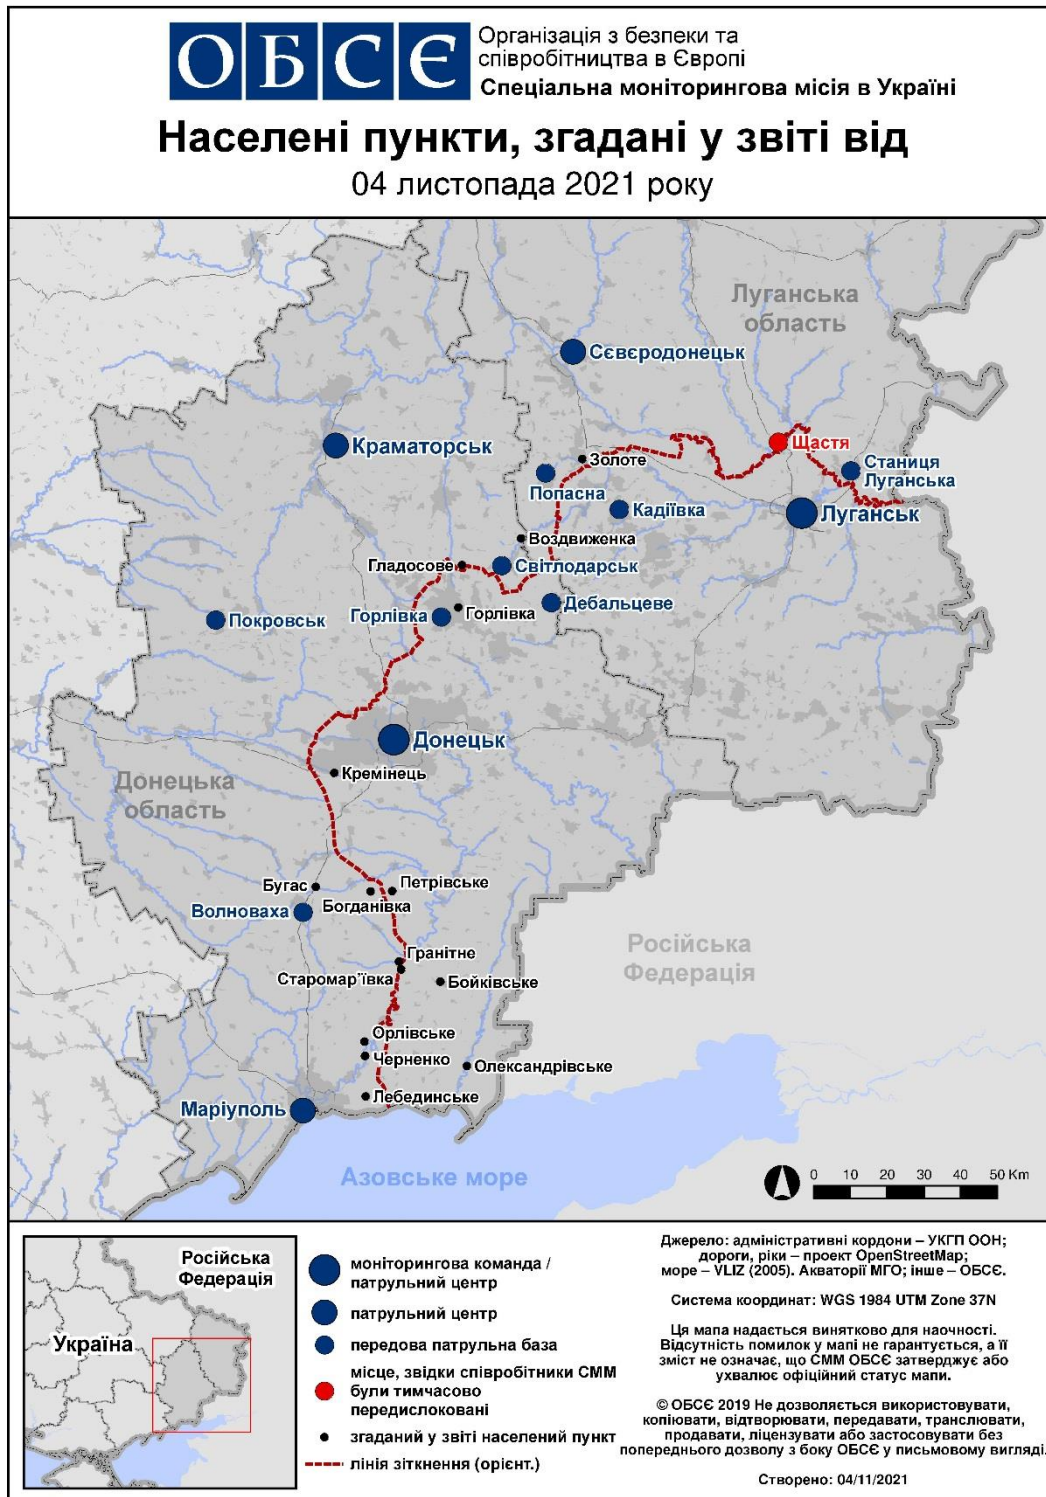 ОБСЄ
Організація з безпеки та
співробітництва в Європі
Спеціальна моніторингова місія в Україні
Населені пункти, згадані у звіті від
04 листопада 2021 року
Луганська
область
Сєвєродонецьк
Краматорськ
Щастя
Золоте
Станиця
Луганська
Попасна
Кадіївка
Луганськ
Воздвиженка
Гладосове
Світлодарськ
Дебальцеве
Горлівка
Горлівка
Покровськ
Донецьк
Кремінець
Донецька
область
Бугас
Петрівське
Богданівка
Волноваха
Гранітне
Старомар'ївка
Бойківське
Російська
Федерація
Орлівське
Черненко
Олександрівське
Лебединське
Маріуполь
Азовське море
0 10 20 30 40 50 Km
Російська
Федерація
Україна
моніторингова команда /
патрульний центр
патрульний центр
передова патрульна база
місце, звідки співробітники СММ
були тимчасово
передислоковані
згаданий у звіті населений пункт
лінія зіткнення (орієнт.)
Джерело: адміністративні кордони – УКГП ООН;
дороги, ріки – проект OpenStreetMap;
море – VLIZ (2005). Акваторії МГО; інше – ОБСЄ.
Система координат: WGS 1984 UTM Zone 37N
Ця мапа надається винятково для наочності.
Відсутність помилок у мапі не гарантується, а її
зміст не означає, що СММ ОБСЄ затверджує або
ухвалює офіційний статус мапи.
© ОБСЄ 2019 Не дозволяється використовувати,
копіювати, відтворювати, передавати, транслювати,
продавати, ліцензувати або застосовувати без
попереднього дозволу з боку ОБСЄ у письмовому вигляді.
Створено: 04/11/2021